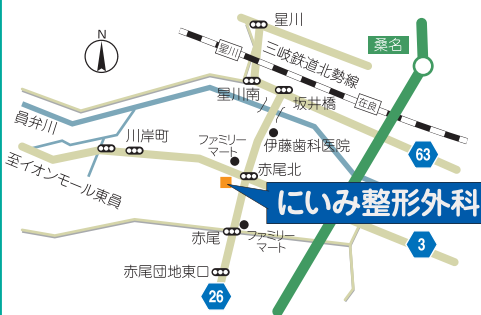 N
星川
桑名
星川
三岐鉄道北勢線
星川南
坂井橋
在良
員弁川
川岸町
ファミリー
マート
伊藤歯科医院
63
至イオンモール東員
赤尾北
にいみ整形外科
赤尾
ファミリー
マート
3
赤尾団地東口
26